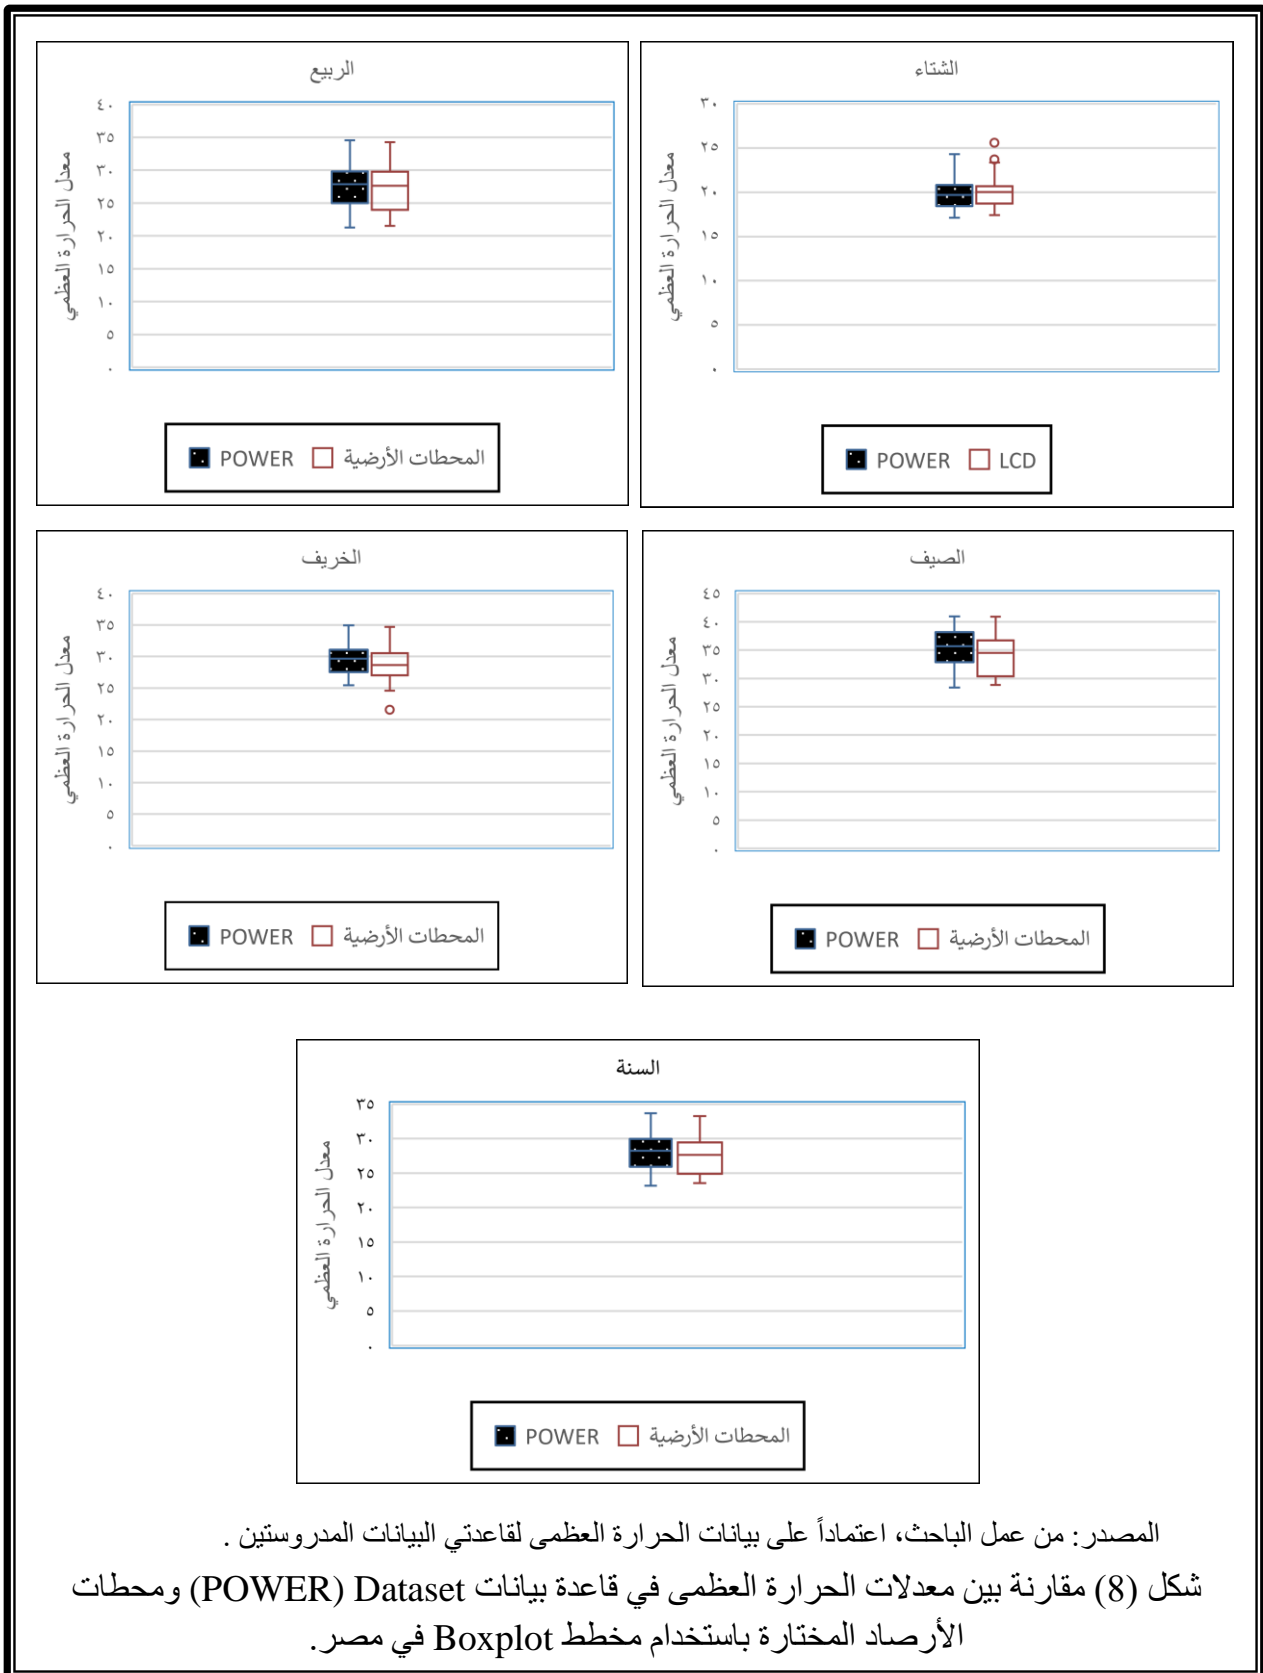 الشتاء
معدل الحرارة العظمي
٣٠
٢٥
٢٠
١٥
١٠
٥
٠
POWER LCD
الربيع
معدل الحرارة العظمي
٤٠
٣٥
٣٠
٢٥
٢٠
١٥
١٠
٥
٠
POWER المحطات الأرضية
الصيف
معدل الحرارة العظمي
٤٥
٤٠
٣٥
٣٠
٢٥
٢٠
١٥
١٠
٥
٠
POWER المحطات الأرضية
الخريف
معدل الحرارة العظمي
٤٠
٣٥
٣٠
٢٥
٢٠
١٥
١٠
٥
٠
POWER المحطات الأرضية
السنة
معدل الحرارة العظمي
٣٥
٣٠
٢٥
٢٠
١٥
١٠
٥
٠
POWER المحطات الأرضية
المصدر: من عمل الباحث، اعتماداً على بيانات الحرارة العظمى لقاعدتي البيانات المدروستين .
شكل (8) مقارنة بين معدلات الحرارة العظمى في قاعدة بيانات POWER) Dataset) ومحطات
الأرصاد المختارة باستخدام مخطط Boxplot في مصر.